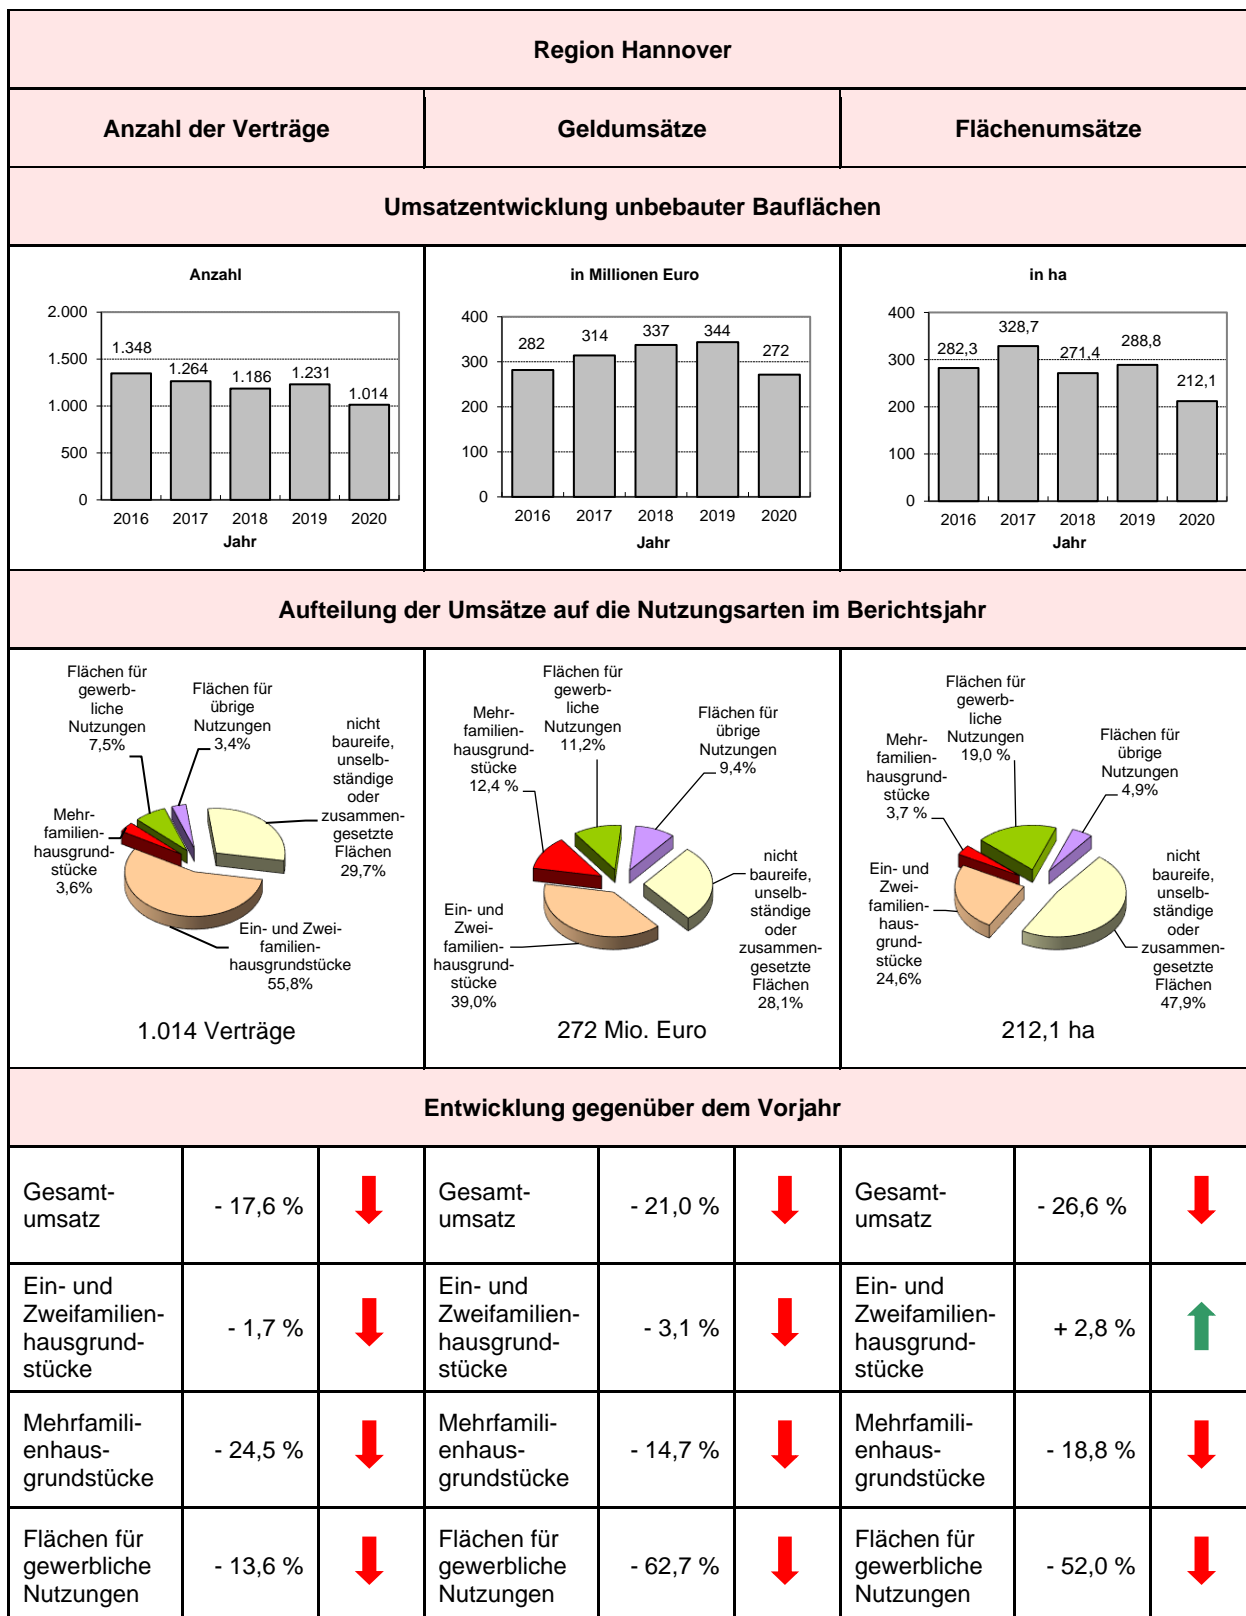 Region Hannover
Anzahl der Verträge
Geldumsätze
Flächenumsätze
Umsatzentwicklung unbebauter Bauflächen
Anzahl
2.000
1.500
1.000
500
0
1.348
1.264
1.186
1.231
1.014
2016
2017
2018
2019
2020
Jahr
in Millionen Euro
400
300
200
100
0
282
314
337
344
272
2016
2017
2018
2019
2020
Jahr
in ha
400
300
200
100
0
282,3
328,7
271,4
288,8
212,1
2016
2017
2018
2019
2020
Jahr
Aufteilung der Umsätze auf die Nutzungsarten im Berichtsjahr
Flächen für
gewerb-
liche
Nutzungen
7,5%
Flächen für
übrige
Nutzungen
3,4%
nicht
baureife,
unselb-
ständige
oder
zusammen-
gesetzte
Flächen
29,7%
Mehr-
familien-
hausgrund-
stücke
3,6%
Ein- und Zwei-
familien-
hausgrundstücke
55,8%
1.014 Verträge
Flächen für
gewerb-
liche
Nutzungen
11,2%
Mehr-
familien-
hausgrund-
stücke
12,4 %
Flächen für
übrige
Nutzungen
9,4%
nicht
baureife,
unselb-
ständige
oder
zusammen-
gesetzte
Flächen
28,1%
Ein- und
Zwei-
familien-
hausgrund-
stücke
39,0%
272 Mio. Euro
Flächen für
gewerb-
liche
Nutzungen
19,0 %
Mehr-
familien-
hausgrund-
stücke
3,7 %
Flächen für
übrige
Nutzungen
4,9%
Ein- und
Zwei-
familien-
haus-
grund-
stücke
24,6%
nicht
baureife,
unselb-
ständige
oder
zusammen-
gesetzte
Flächen
47,9%
212,1 ha
Entwicklung gegenüber dem Vorjahr
Gesamt-
umsatz
- 17,6 %
Gesamt-
umsatz
- 21,0 %
Gesamt-
umsatz
- 26,6 %
Ein- und
Zweifamilien-
hausgrund-
stücke
- 1,7 %
Ein- und
Zweifamilien-
hausgrund-
stücke
- 3,1 %
Ein- und
Zweifamilien-
hausgrund-
stücke
+ 2,8 %
Mehrfamili-
enhaus-
grundstücke
- 24,5 %
Mehrfamili-
enhaus-
grundstücke
- 14,7 %
Mehrfamili-
enhaus-
grundstücke
- 18,8 %
Flächen für
gewerbliche
Nutzungen
- 13,6 %
Flächen für
gewerbliche
Nutzungen
- 62,7 %
Flächen für
gewerbliche
Nutzungen
- 52,0 %